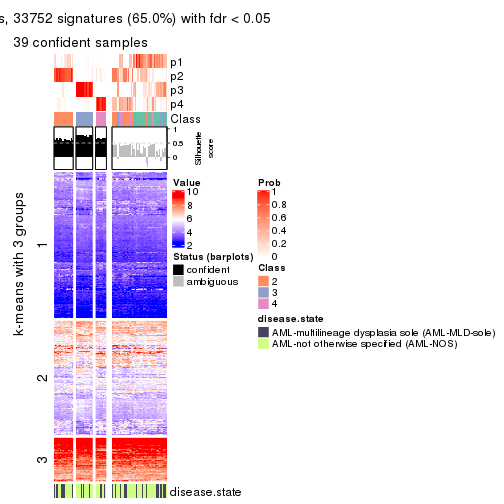 s, 33752 signatures (65.0%) with fdr < 0.05
39 confident samples
p1
p2
p3
p4
Class
1
0.5
0
Silhouette
score
k-means with 3 groups
1
2
3
Value
10
8
6
4
2
Status (barplots)
confident
ambiguous
Prob
1
0.8
0.6
0.4
0.2
0
Class
2
3
4
disease.state
AML-multilineage dysplasia sole (AML-MLD-sole)
AML-not otherwise specified (AML-NOS)
disease.state